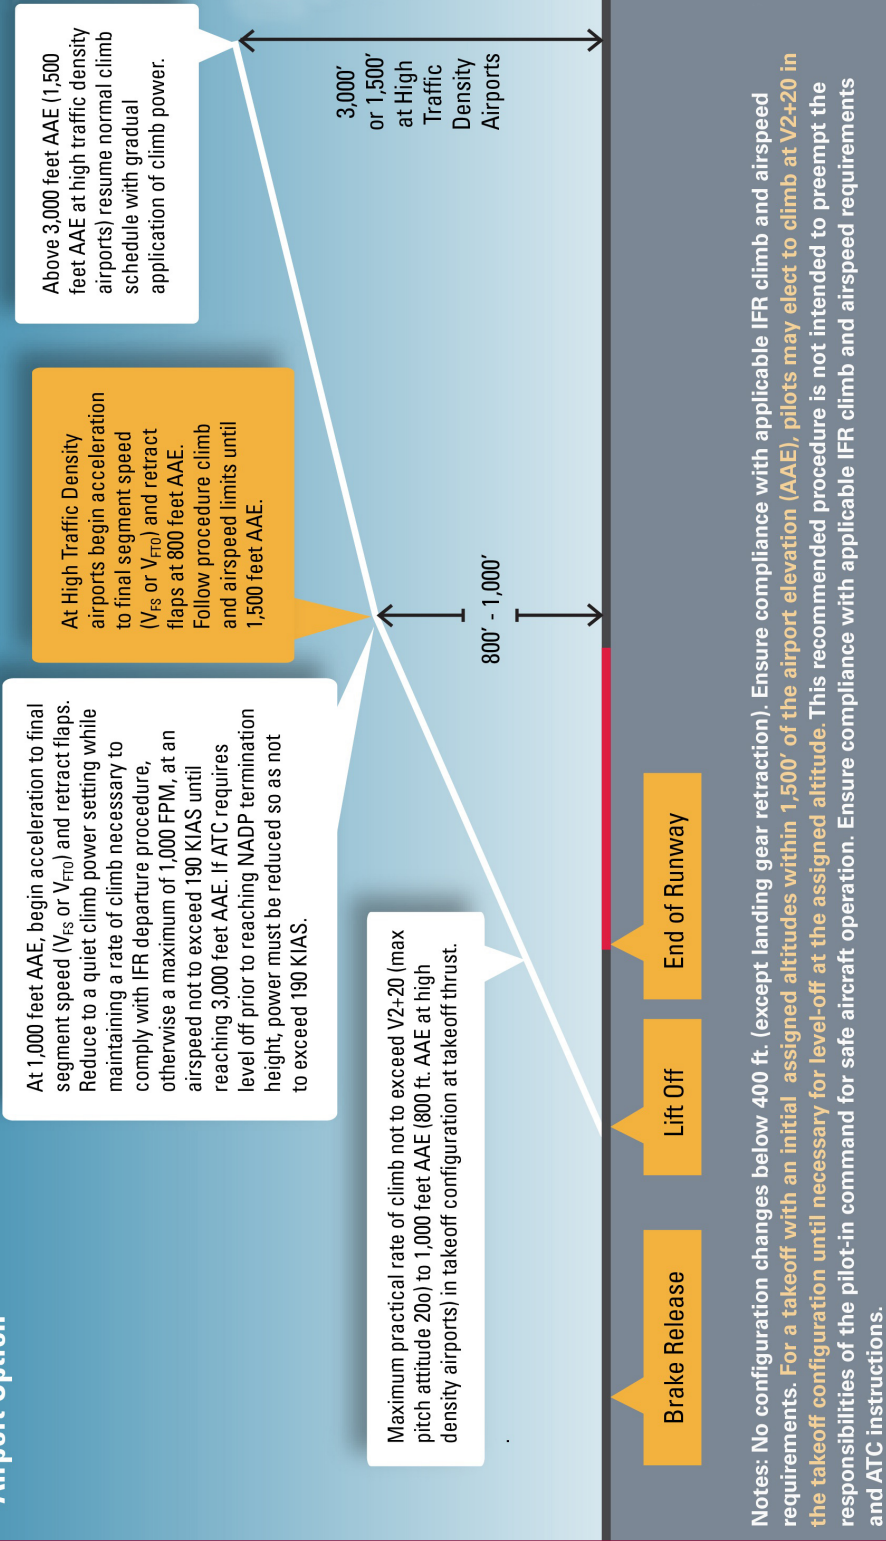 Airport Option
At 1,000 feet AAE, begin acceleration to final
segment speed (VFS or VFTO) and retract flaps.
Reduce to a quiet climb power setting while
maintaining a rate of climb necessary to
comply with IFR departure procedure,
otherwise a maximum of 1,000 FPM, at an
airspeed not to exceed 190 KIAS until
reaching 3,000 feet AAE. If ATC requires
level off prior to reaching NADP termination
height, power must be reduced so as not
to exceed 190 KIAS.
At High Traffic Density
airports begin acceleration
to final segment speed
(VFS or VFTO) and retract
flaps at 800 feet AAE.
Follow procedure climb
and airspeed limits until
1,500 feet AAE.
Above 3,000 feet AAE (1,500
feet AAE at high traffic density
airports) resume normal climb
schedule with gradual
application of climb power.
Maximum practical rate of climb not to exceed V2+20 (max
pitch attitude 20o) to 1,000 feet AAE (800 ft. AAE at high
density airports) in takeoff configuration at takeoff thrust.
.
800′ - 1,000′
3,000′
or 1,500′
at High
Traffic
Density
Airports
Brake Release
Lift Off
End of Runway
Notes: No configuration changes below 400 ft. (except landing gear retraction). Ensure compliance with applicable IFR climb and airspeed
requirements. For a takeoff with an initial assigned altitudes within 1,500′ of the airport elevation (AAE), pilots may elect to climb at V2+20 in
the takeoff configuration until necessary for level-off at the assigned altitude. This recommended procedure is not intended to preempt the
responsibilities of the pilot-in command for safe aircraft operation. Ensure compliance with applicable IFR climb and airspeed requirements
and ATC instructions.